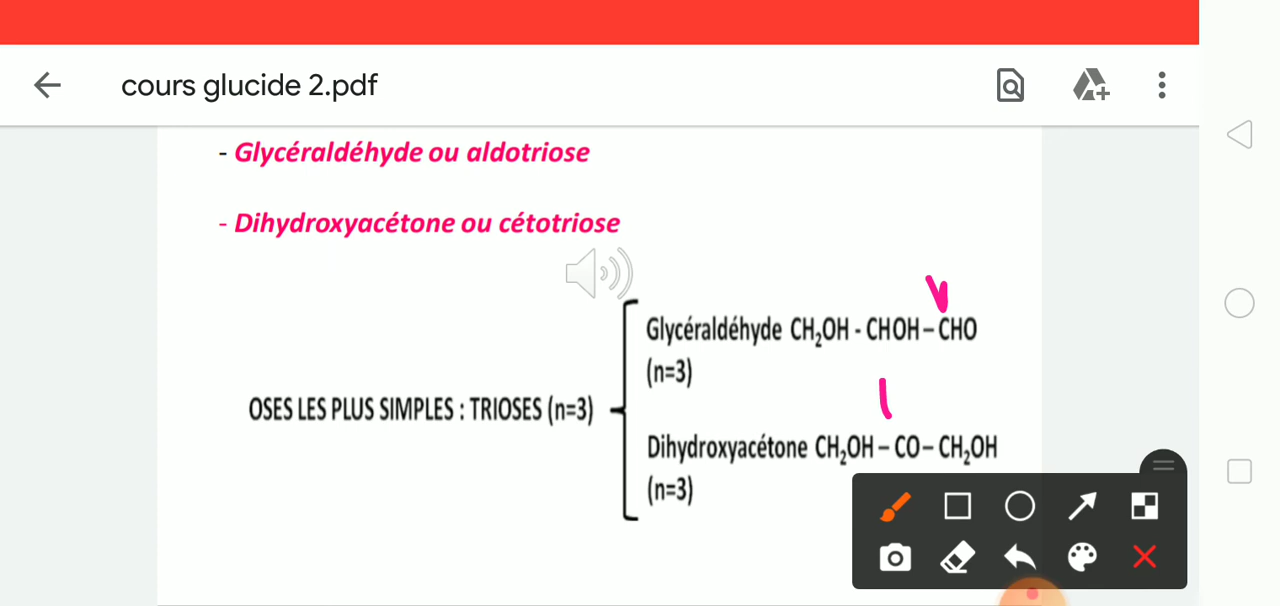 cours glucide 2.pdf
- Glycéraldéhyde ou aldotriose
- Dihydroxyacétone ou cétotriose
Glycéraldéhyde CH₂OH - CHOH – CHO
(n=3)
OSES LES PLUS SIMPLES : TRIOSES (n=3)
Dihydroxyacétone CH₂OH – CO – CH₂OH
(n=3)